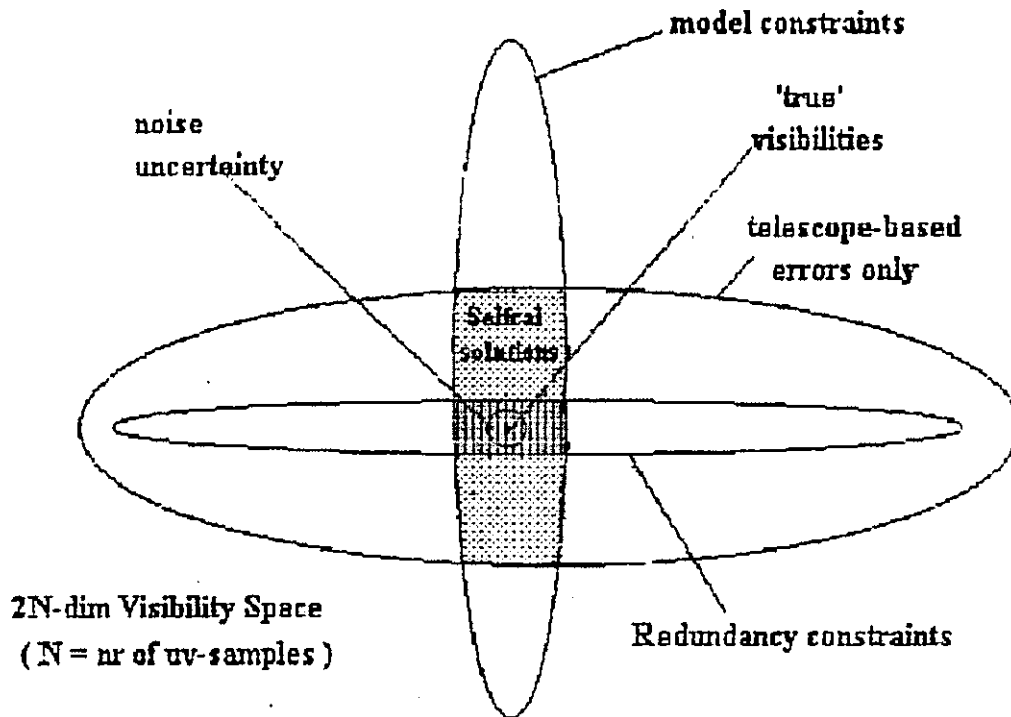 model constraints
'true'
visibilities
noise
uncertainty
telescope-based
errors only
Selfcal
solutions
2N-dim Visibility Space
( N = nr of uv-samples )
Redundancy constraints